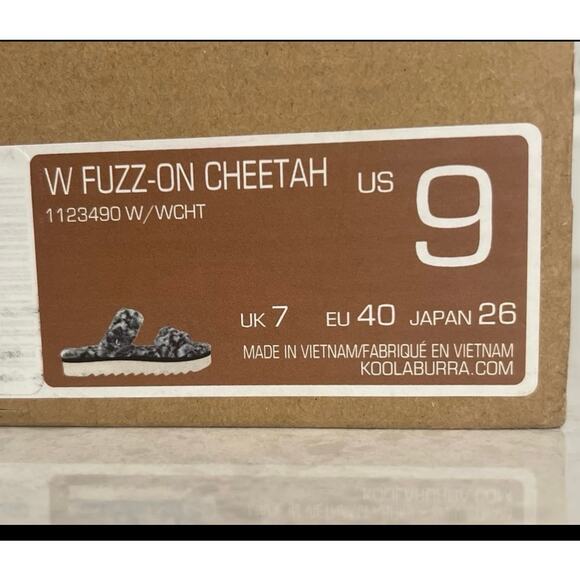 W FUZZ-ON CHEETAH US 9
1123490 W/WCHT
UK 7 EU 40 JAPAN 26
MADE IN VIETNAM/FABRIQUÉ EN VIETNAM
KOOLABURRA.COM